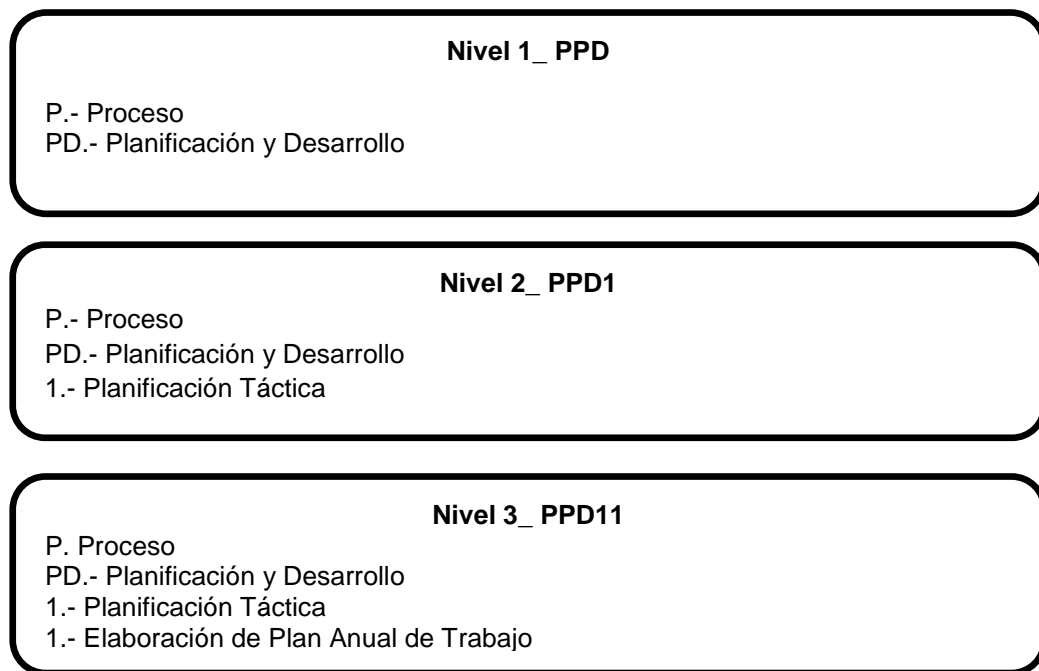 Nivel 1_ PPD
P.- Proceso
PD.- Planificación y Desarrollo
Nivel 2_ PPD1
P.- Proceso
PD.- Planificación y Desarrollo
1.- Planificación Táctica
Nivel 3_ PPD11
P. Proceso
PD.- Planificación y Desarrollo
1.- Planificación Táctica
1.- Elaboración de Plan Anual de Trabajo